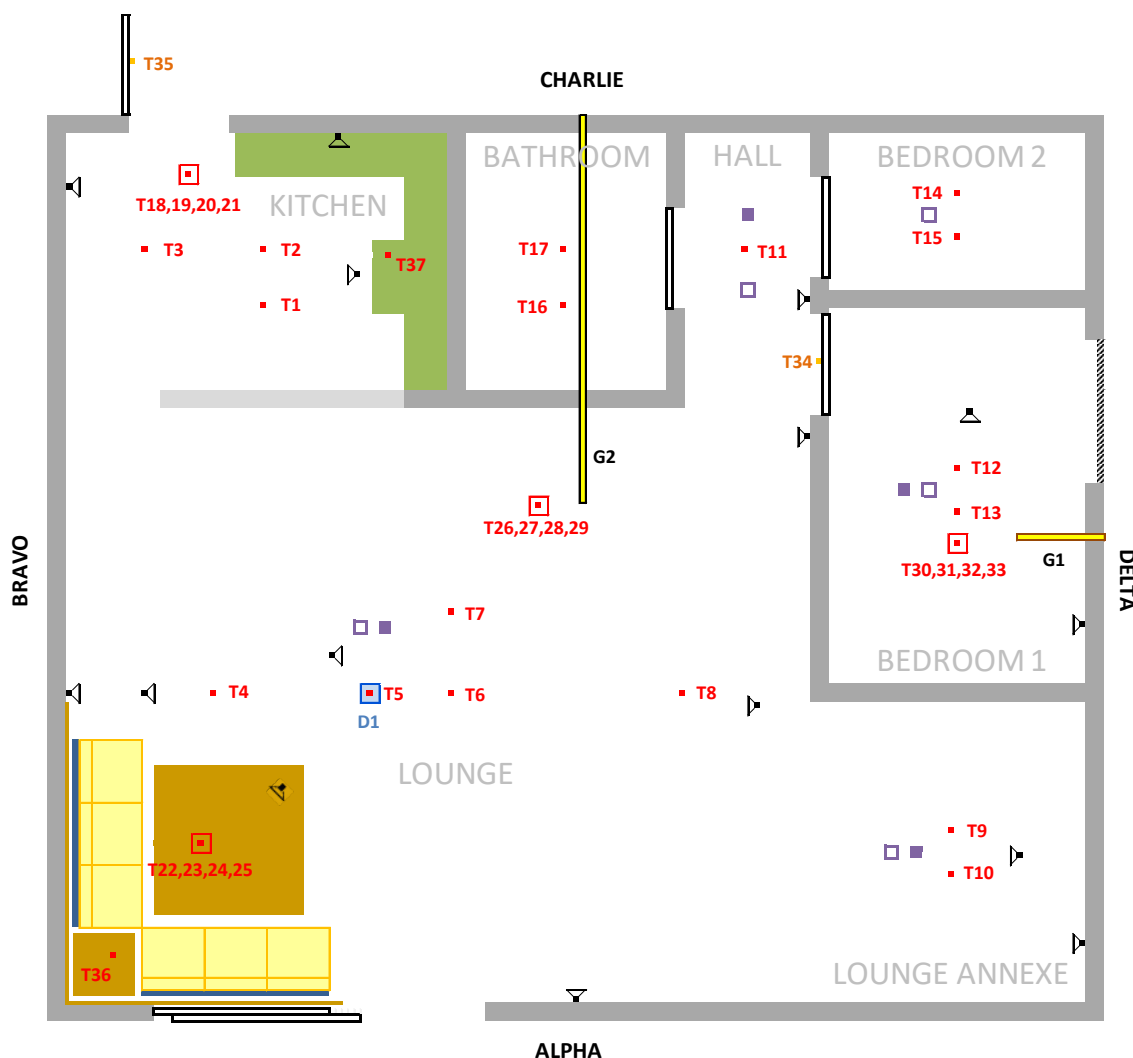 T35
CHARLIE
BATHROOM
HALL
BEDROOM 2
T18,19,20,21
KITCHEN
T14
T15
T3
T2
T37
T17
T11
T1
T16
T34
G2
T12
T13
T26,27,28,29
T30,31,32,33
G1
BRAVO
DELTA
T7
BEDROOM 1
T4
T5
T6
T8
D1
LOUNGE
T9
T22,23,24,25
T10
T36
LOUNGE ANNEXE
ALPHA